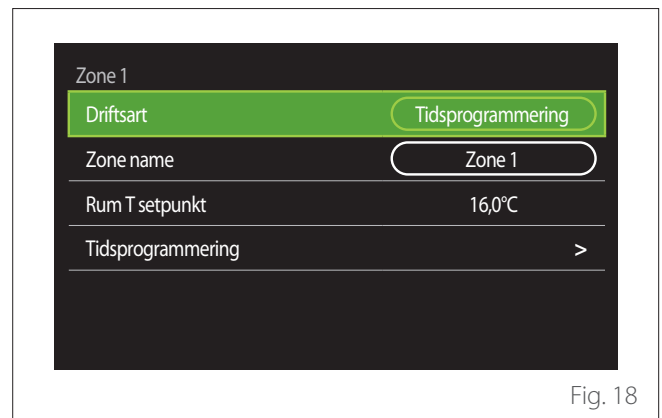 Zone 1
Driftsart Tidsprogrammering
Zone name Zone 1
Rum T setpunkt 16,0°C
Tidsprogrammering >
Fig. 18